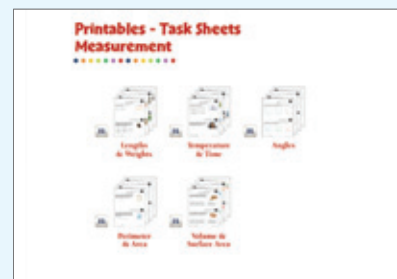 Printables - Task Sheets
Measurement
Lengths
& Weights
Temperature
& Time
Angles
Perimeter
& Area
Volume &
Surface Area